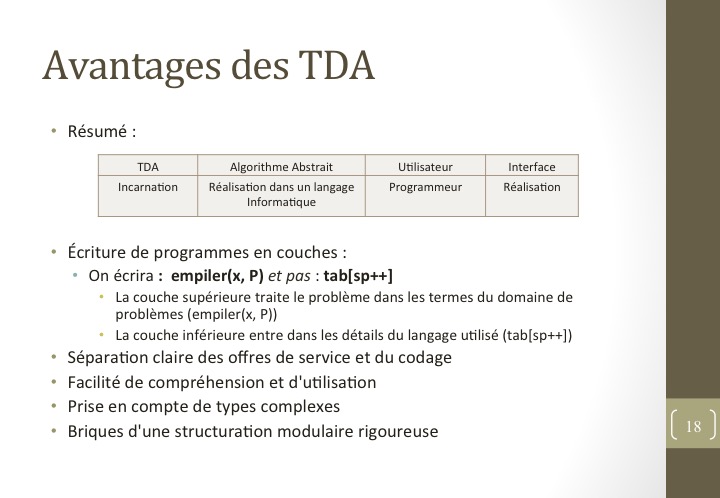 Avantages des TDA
• Résumé :
TDA Algorithme Abstrait Utilisateur Interface
Incarnation Réalisation dans un langage Programmeur Réalisation
Informatique
• Écriture de programmes en couches :
• On écrira : empiler(x, P) et pas : tab[sp++]
• La couche supérieure traite le problème dans les termes du domaine de
problèmes (empiler(x, P))
• La couche inférieure entre dans les détails du langage utilisé (tab[sp++])
• Séparation claire des offres de service et du codage
• Facilité de compréhension et d'utilisation
• Prise en compte de types complexes
• Briques d'une structuration modulaire rigoureuse
18